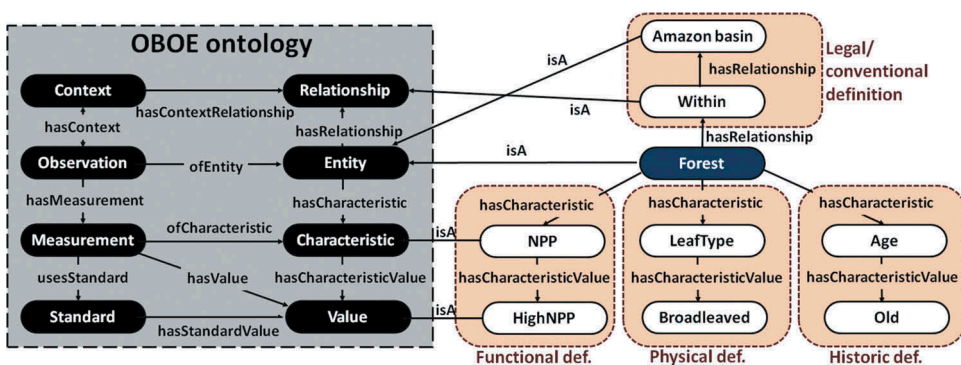 OBOE ontology
Context
Relationship
hasContextRelationship
hasContext
hasRelationship
Observation
ofEntity
Entity
hasMeasurement
hasCharacteristic
Measurement
ofCharacteristic
Characteristic
usesStandard
hasValue
hasCharacteristicValue
Standard
hasStandardValue
Value
isA
isA
isA
isA
isA
Amazon basin
hasRelationship
Within
Legal/
conventional
definition
hasRelationship
Forest
hasCharacteristic
NPP
hasCharacteristicValue
HighNPP
Functional def.
hasCharacteristic
LeafType
hasCharacteristicValue
Broadleaved
Physical def.
hasCharacteristic
Age
hasCharacteristicValue
Old
Historic def.